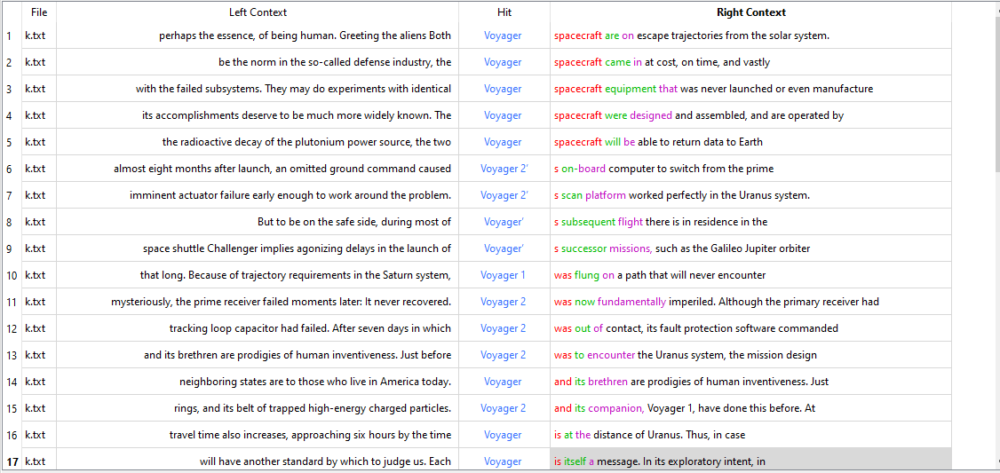 File Left Context Hit Right Context
1 k.txt perhaps the essence, of being human. Greeting the aliens Both Voyager spacecraft are on escape trajectories from the solar system.
2 k.txt be the norm in the so-called defense industry, the Voyager spacecraft came in at cost, on time, and vastly
3 k.txt with the failed subsystems. They may do experiments with identical Voyager spacecraft equipment that was never launched or even manufacture
4 k.txt its accomplishments deserve to be much more widely known. The Voyager spacecraft were designed and assembled, and are operated by
5 k.txt the radioactive decay of the plutonium power source, the two Voyager spacecraft will be able to return data to Earth
6 k.txt almost eight months after launch, an omitted ground command caused Voyager 2’ s on-board computer to switch from the prime
7 k.txt imminent actuator failure early enough to work around the problem. Voyager 2’ s scan platform worked perfectly in the Uranus system.
8 k.txt But to be on the safe side, during most of Voyager’ s subsequent flight there is in residence in the
9 k.txt space shuttle Challenger implies agonizing delays in the launch of Voyager’ s successor missions, such as the Galileo Jupiter orbiter
10 k.txt that long. Because of trajectory requirements in the Saturn system, Voyager 1 was flung on a path that will never encounter
11 k.txt mysteriously, the prime receiver failed moments later: It never recovered. Voyager 2 was now fundamentally imperiled. Although the primary receiver had
12 k.txt tracking loop capacitor had failed. After seven days in which Voyager 2 was out of contact, its fault protection software commanded
13 k.txt and its brethren are prodigies of human inventiveness. Just before Voyager 2 was to encounter the Uranus system, the mission design
14 k.txt neighboring states are to those who live in America today. Voyager and its brethren are prodigies of human inventiveness. Just
15 k.txt rings, and its belt of trapped high-energy charged particles. Voyager 2 and its companion, Voyager 1, have done this before. At
16 k.txt travel time also increases, approaching six hours by the time Voyager is at the distance of Uranus. Thus, in case
17 k.txt will have another standard by which to judge us. Each Voyager is itself a message. In its exploratory intent, in